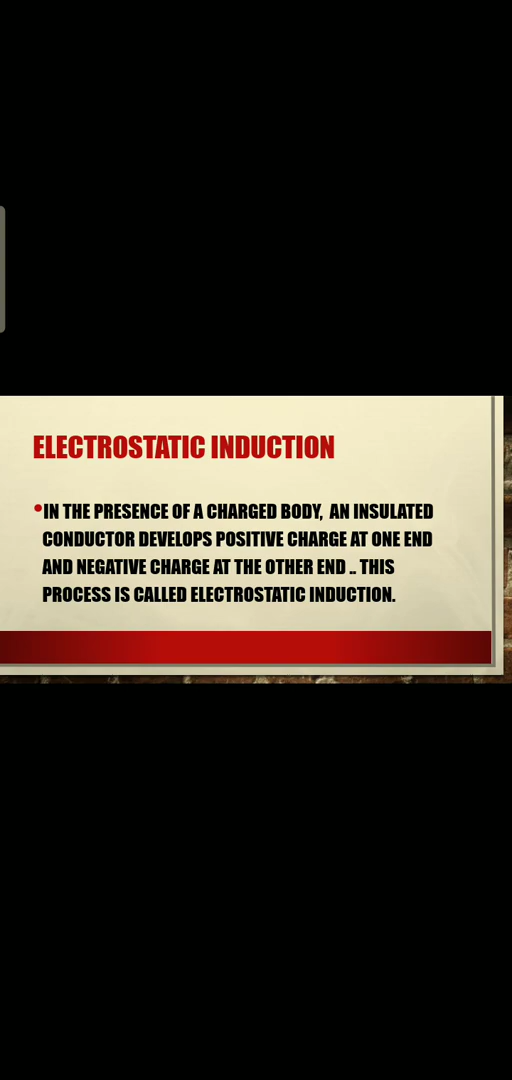 ELECTROSTATIC INDUCTION
•IN THE PRESENCE OF A CHARGED BODY, AN INSULATED
CONDUCTOR DEVELOPS POSITIVE CHARGE AT ONE END
AND NEGATIVE CHARGE AT THE OTHER END .. THIS
PROCESS IS CALLED ELECTROSTATIC INDUCTION.